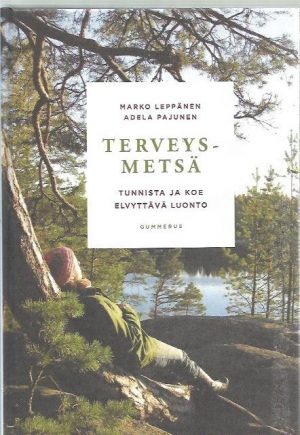 MARKO LEPPÄNEN
ADELA PAJUNEN
TERVEYS-
METSÄ
TUNNISTA JA KOE
ELVYTTÄVÄ LUONTO
GUMMERUS